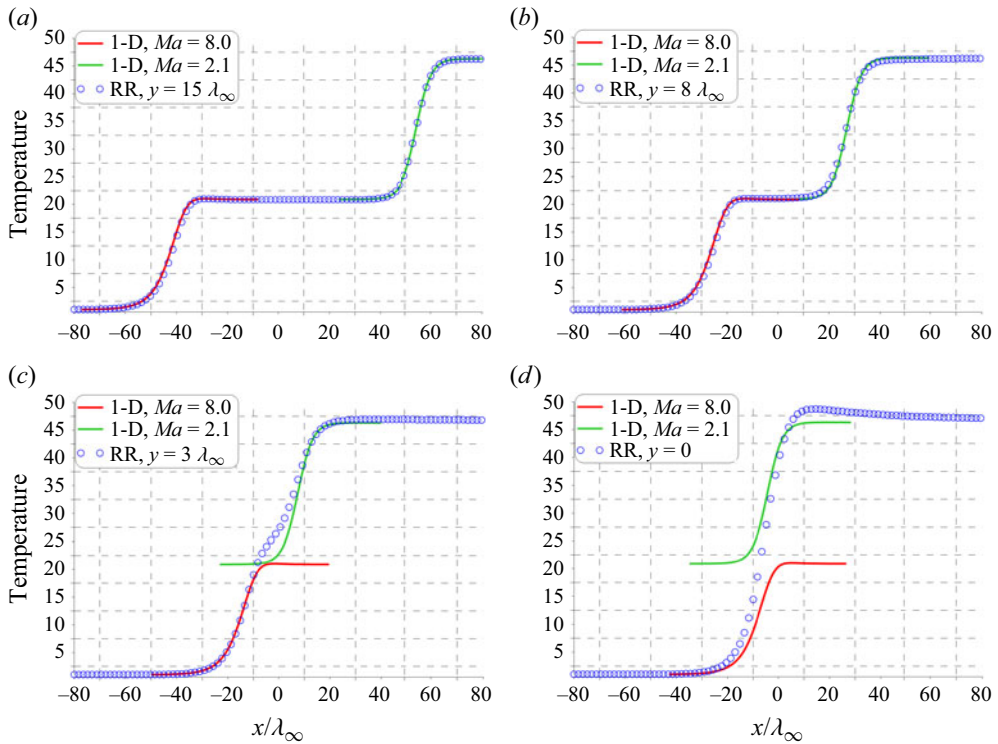 (a)
50
45
40
35
30
25
20
15
10
5
Temperature
1-D, Ma = 8.0
1-D, Ma = 2.1
RR, y = 15 λ∞
−80 −60 −40 −20 0 20 40 60 80
(b)
50
45
40
35
30
25
20
15
10
5
1-D, Ma = 8.0
1-D, Ma = 2.1
RR, y = 8 λ∞
−80 −60 −40 −20 0 20 40 60 80
(c)
50
45
40
35
30
25
20
15
10
5
Temperature
1-D, Ma = 8.0
1-D, Ma = 2.1
RR, y = 3 λ∞
−80 −60 −40 −20 0 20 40 60 80
x/λ∞
(d)
50
45
40
35
30
25
20
15
10
5
1-D, Ma = 8.0
1-D, Ma = 2.1
RR, y = 0
−80 −60 −40 −20 0 20 40 60 80
x/λ∞